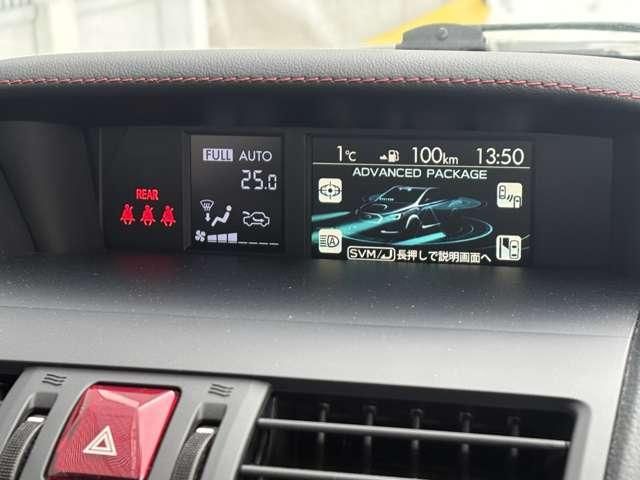 REAR
FULL AUTO
25.0
1℃ 100km 13:50
ADVANCED PACKAGE
A
SVM/ 長押しで説明画面へ